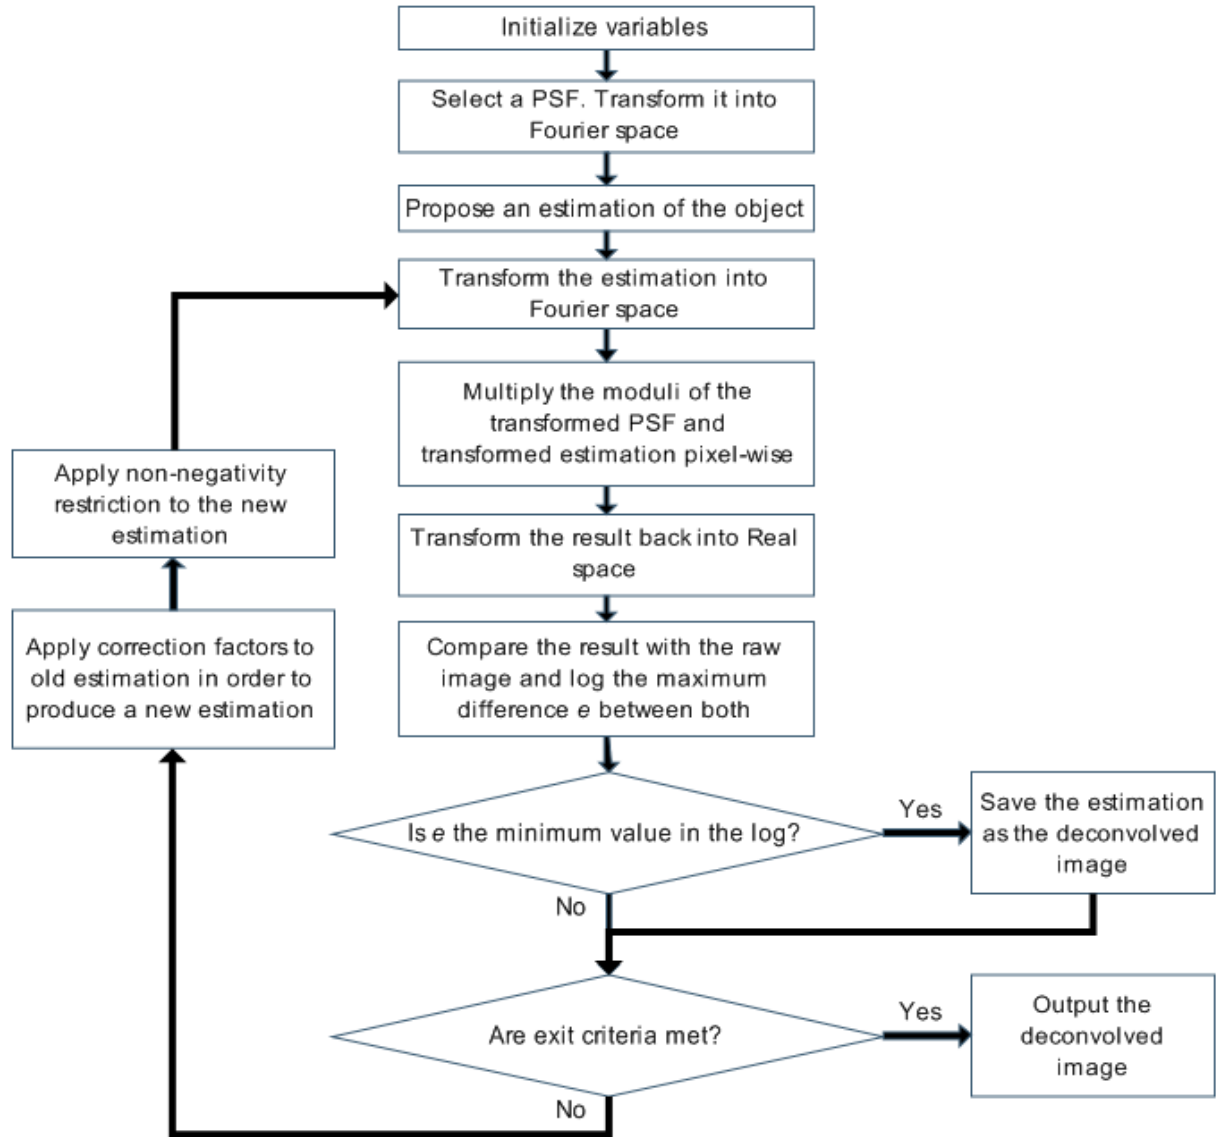 Initialize variables
Select a PSF. Transform it into
Fourier space
Propose an estimation of the object
Transform the estimation into
Fourier space
Multiply the moduli of the
transformed PSF and
transformed estimation pixel-wise
Apply non-negativity
restriction to the new
estimation
Transform the result back into Real
space
Apply correction factors to
old estimation in order to
produce a new estimation
Compare the result with the raw
image and log the maximum
difference e between both
Is e the minimum value in the log?
Yes
Save the estimation
as the deconvolved
image
No
Are exit criteria met?
Yes
Output the
deconvolved
image
No